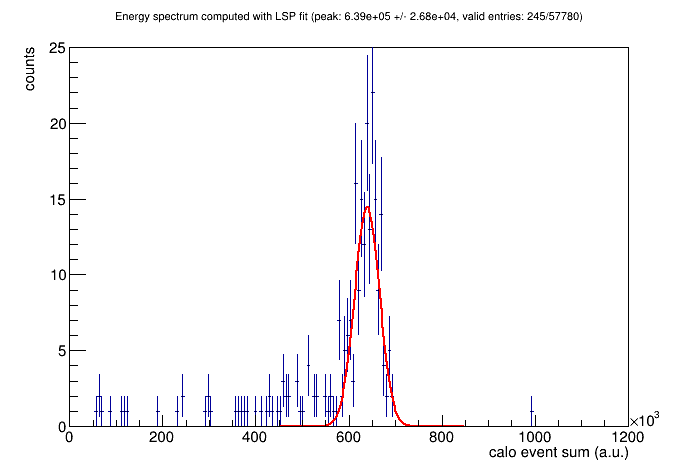 Energy spectrum computed with LSP fit (peak: 6.39e+05 +/- 2.68e+04, valid entries: 245/57780)
counts
25
20
15
10
5
0
0 200 400 600 800 1000 1200
×10³
calo event sum (a.u.)